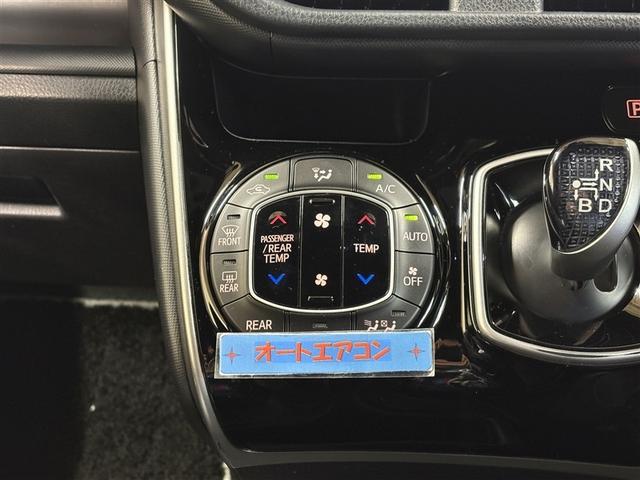 P
R
N
B D
A/C
FRONT
PASSENGER
/REAR
TEMP
TEMP
AUTO
REAR
OFF
REAR
オートエアコン